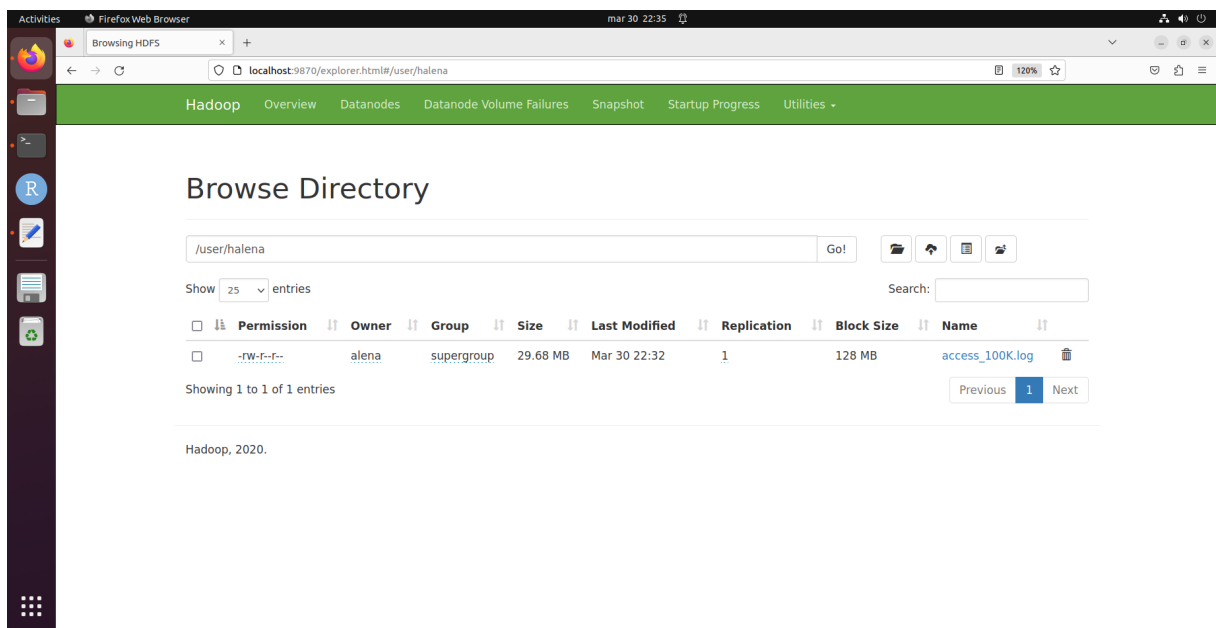 Activities Firefox Web Browser mar 30 22:35
Browsing HDFS
localhost:9870/explorer.html#/user/halena 120%
Hadoop Overview Datanodes Datanode Volume Failures Snapshot Startup Progress Utilities
Browse Directory
/user/halena Go!
Show 25 entries Search:
Permission Owner Group Size Last Modified Replication Block Size Name
-rw-r--r-- alena supergroup 29.68 MB Mar 30 22:32 1 128 MB access_100K.log
Showing 1 to 1 of 1 entries Previous 1 Next
Hadoop, 2020.
R